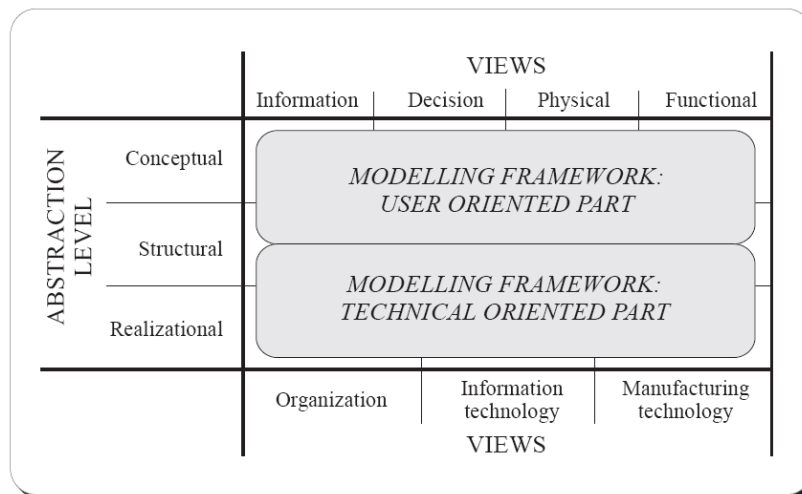 VIEWS
Information Decision Physical Functional
ABSTRACTION
LEVEL
Conceptual
MODELLING FRAMEWORK:
USER ORIENTED PART
Structural
MODELLING FRAMEWORK:
TECHNICAL ORIENTED PART
Realizational
Organization
Information
technology
Manufacturing
technology
VIEWS